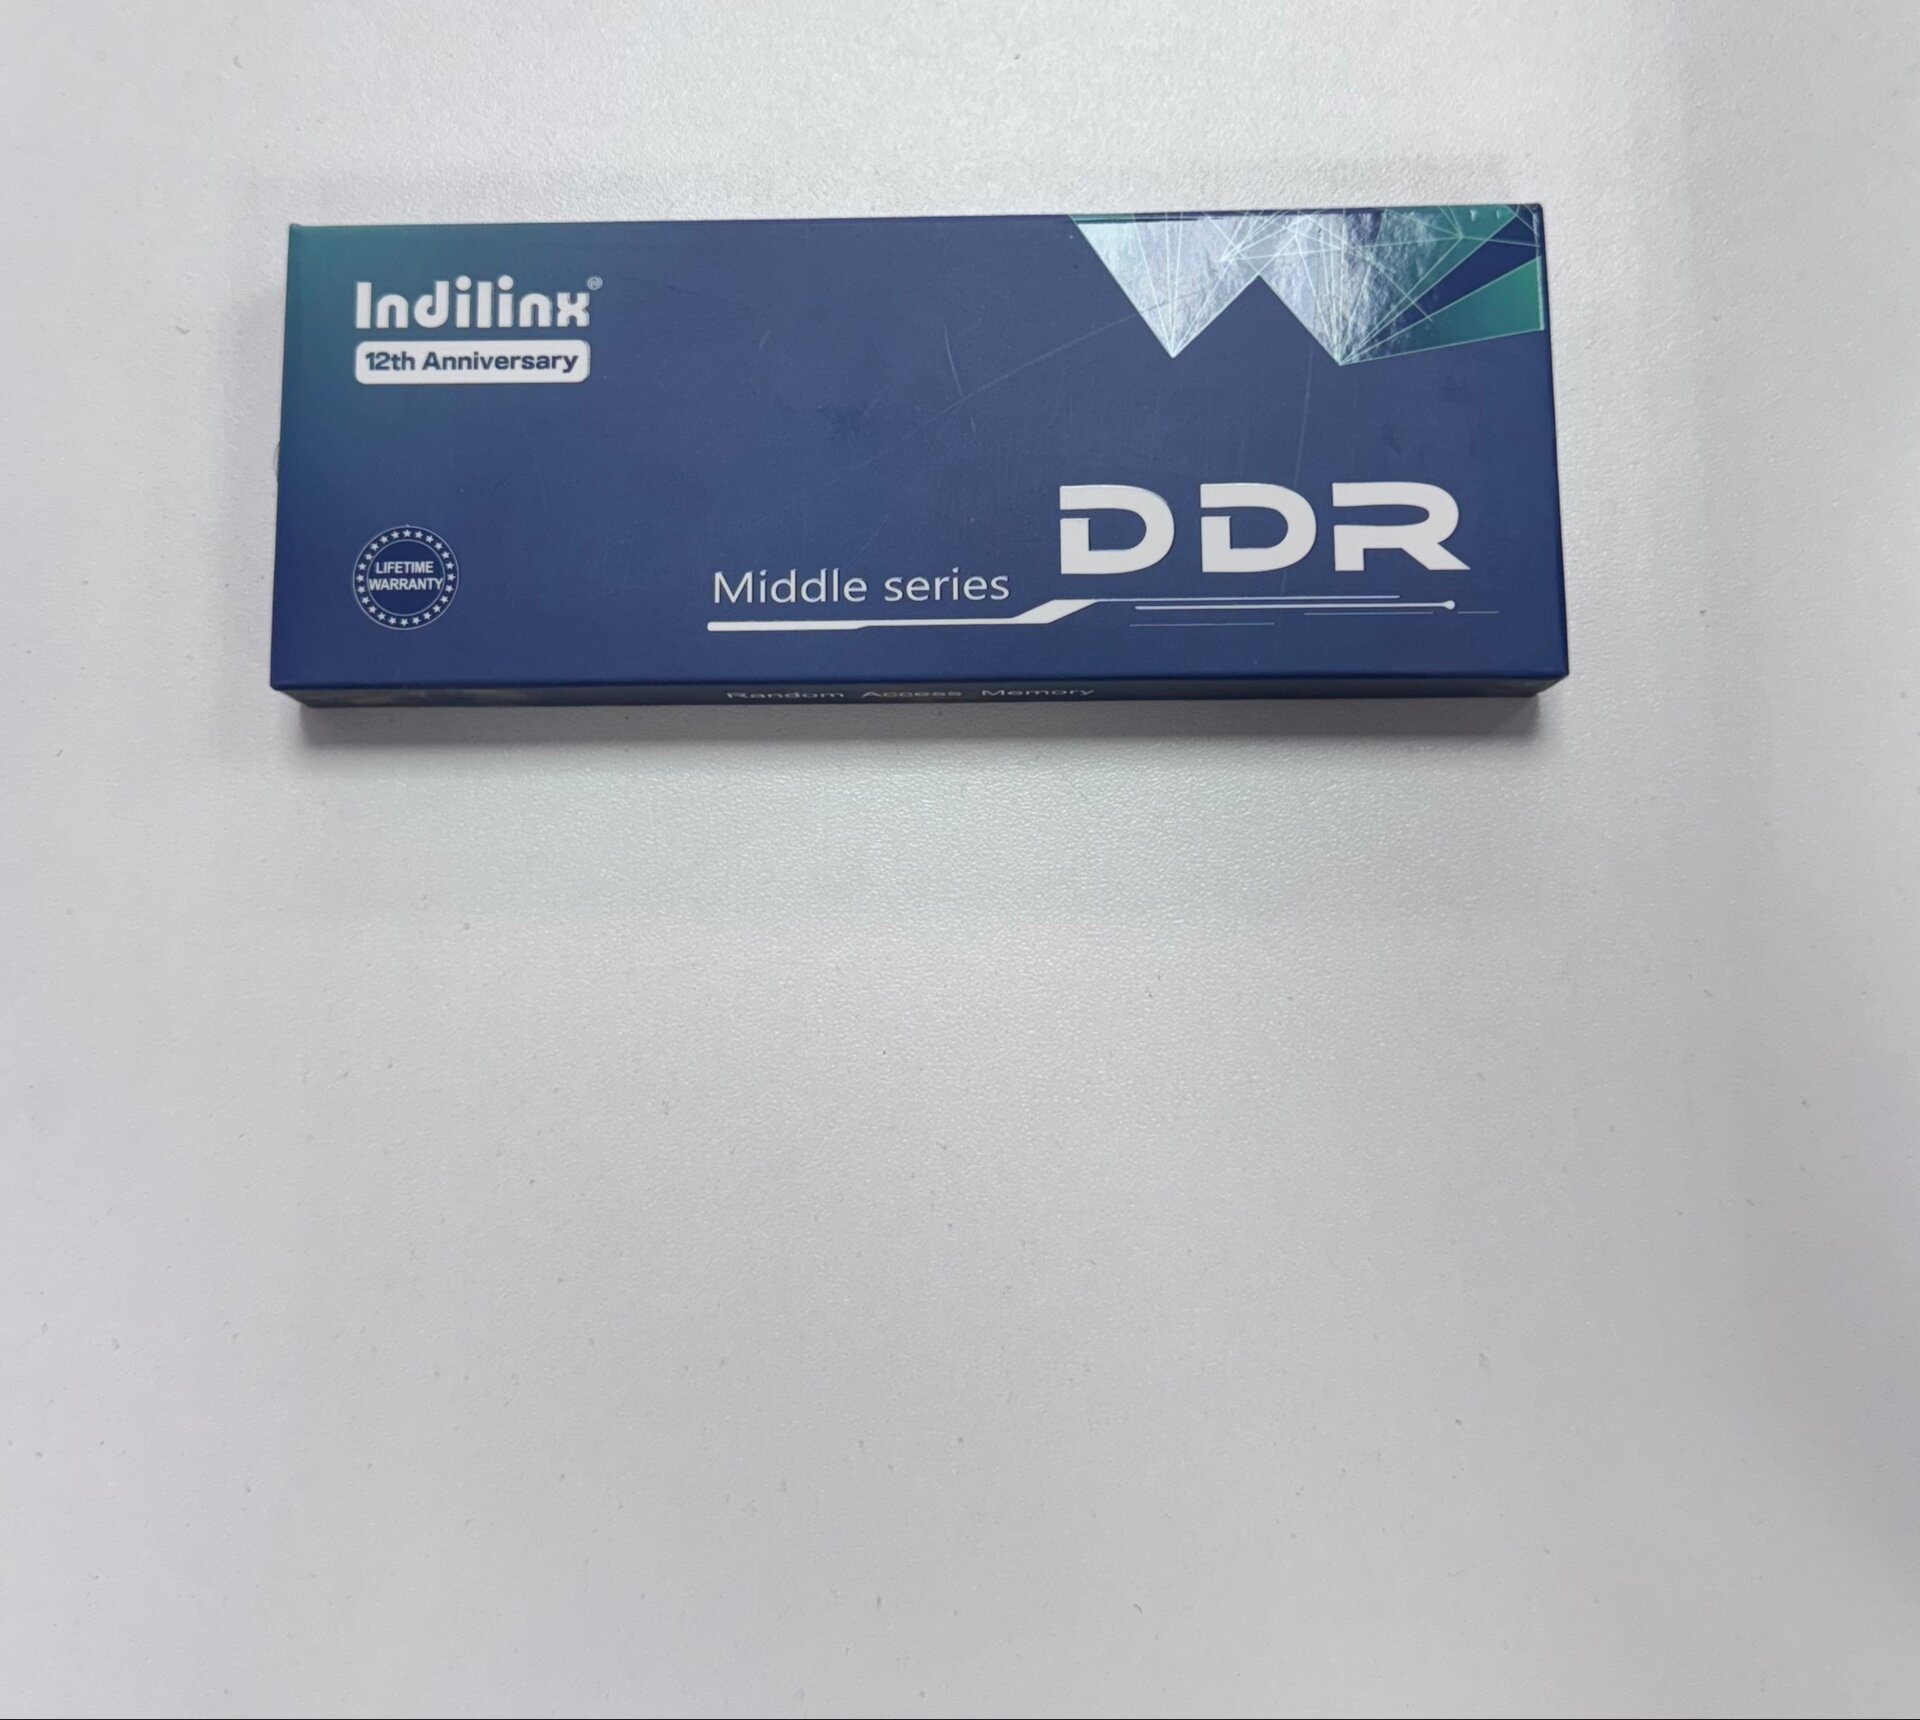 Indilinx®
12th Anniversary
LIFETIME
WARRANTY
Middle series
DDR
Random Access Memory